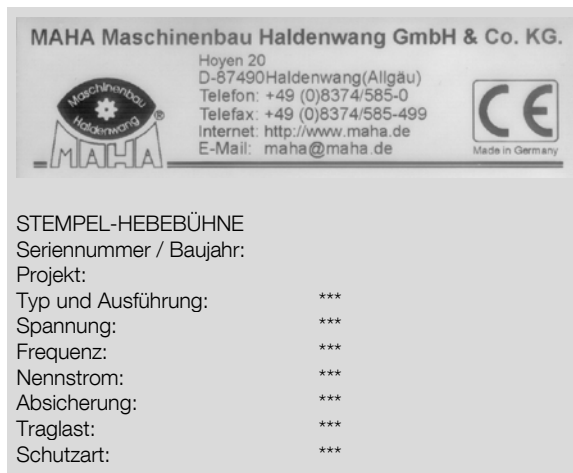 MAHA Maschinenbau Haldenwang GmbH & Co. KG.
Hoyen 20
D-87490Haldenwang(Allgäu)
Telefon: +49 (0)8374/585-0
Telefax: +49 (0)8374/585-499
Internet: http://www.maha.de
E-Mail: maha@maha.de
Maschinenbau
Haldenwang
®
MAHA
CE
Made in Germany
STEMPEL-HEBEBÜHNE
Seriennummer / Baujahr:
Projekt:
Typ und Ausführung: ***
Spannung: ***
Frequenz: ***
Nennstrom: ***
Absicherung: ***
Traglast: ***
Schutzart: ***